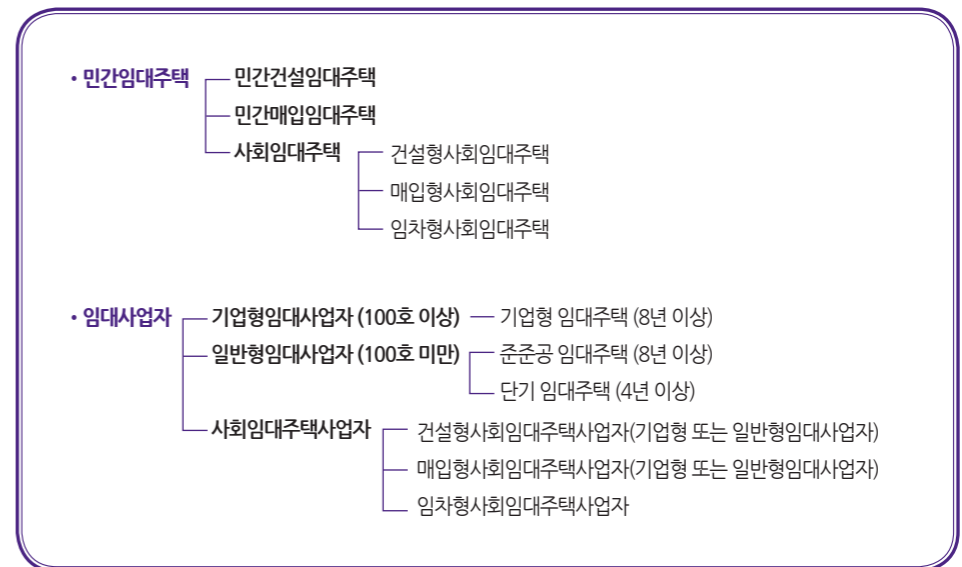 • 민간임대주택 민간건설임대주택
민간매입임대주택
사회임대주택 건설형사회임대주택
매입형사회임대주택
임차형사회임대주택
• 임대사업자 기업형임대사업자 (100호 이상) 기업형 임대주택 (8년 이상)
일반형임대사업자 (100호 미만) 준준공 임대주택 (8년 이상)
단기 임대주택 (4년 이상)
사회임대주택사업자 건설형사회임대주택사업자(기업형 또는 일반형임대사업자)
매입형사회임대주택사업자(기업형 또는 일반형임대사업자)
임차형사회임대주택사업자